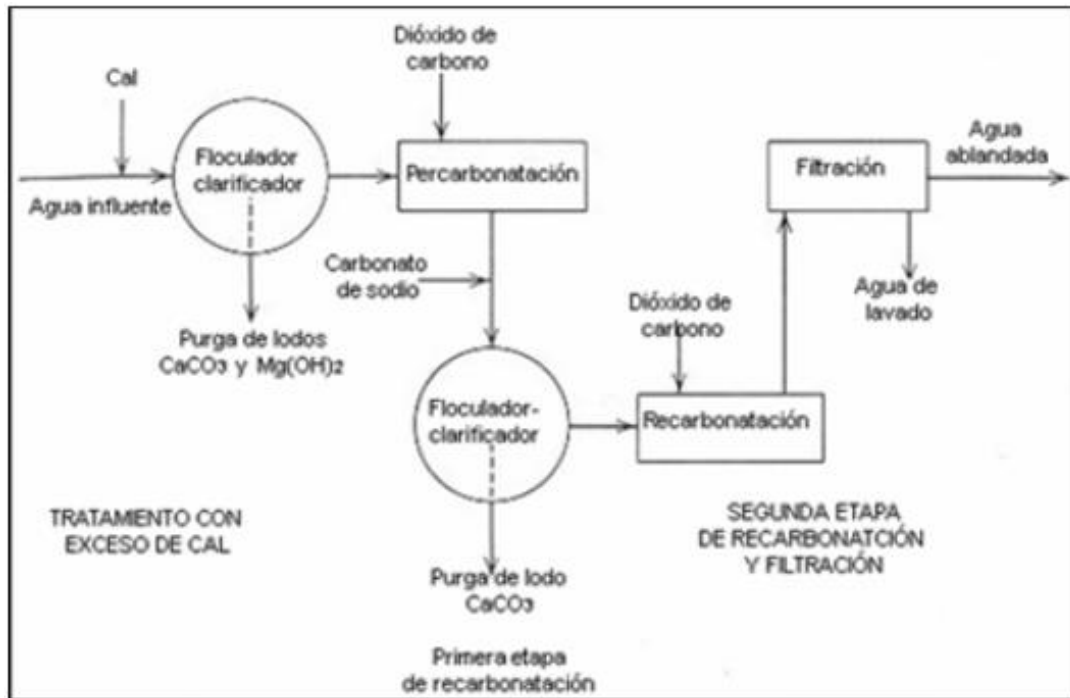 Dióxido de
carbono
Cal
Floculador
clarificador
Percarbonatación
Agua influente
Filtración
Agua
ablandada
Carbonato
de sodio
Purga de lodos
CaCO3 y Mg(OH)2
Dióxido de
carbono
Agua de
lavado
Floculador-
clarificador
Recarbonatación
TRATAMIENTO CON
EXCESO DE CAL
SEGUNDA ETAPA
DE RECARBONATCIÓN
Y FILTRACIÓN
Purga de lodo
CaCO3
Primera etapa
de recarbonatación